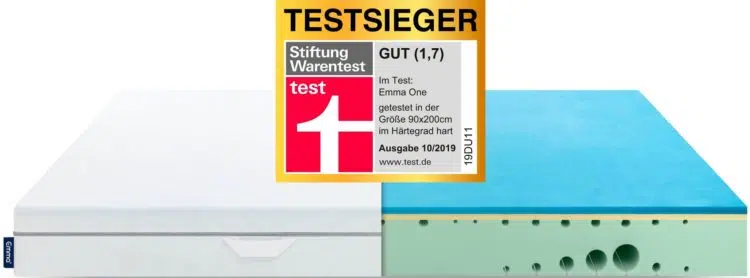 TESTSIEGER
Stiftung
Warentest
test
GUT (1,7)
Im Test:
Emma One
getestet in der
Größe 90x200cm
im Härtegrad hart
Ausgabe 10/2019
www.test.de
19DU11
Emma